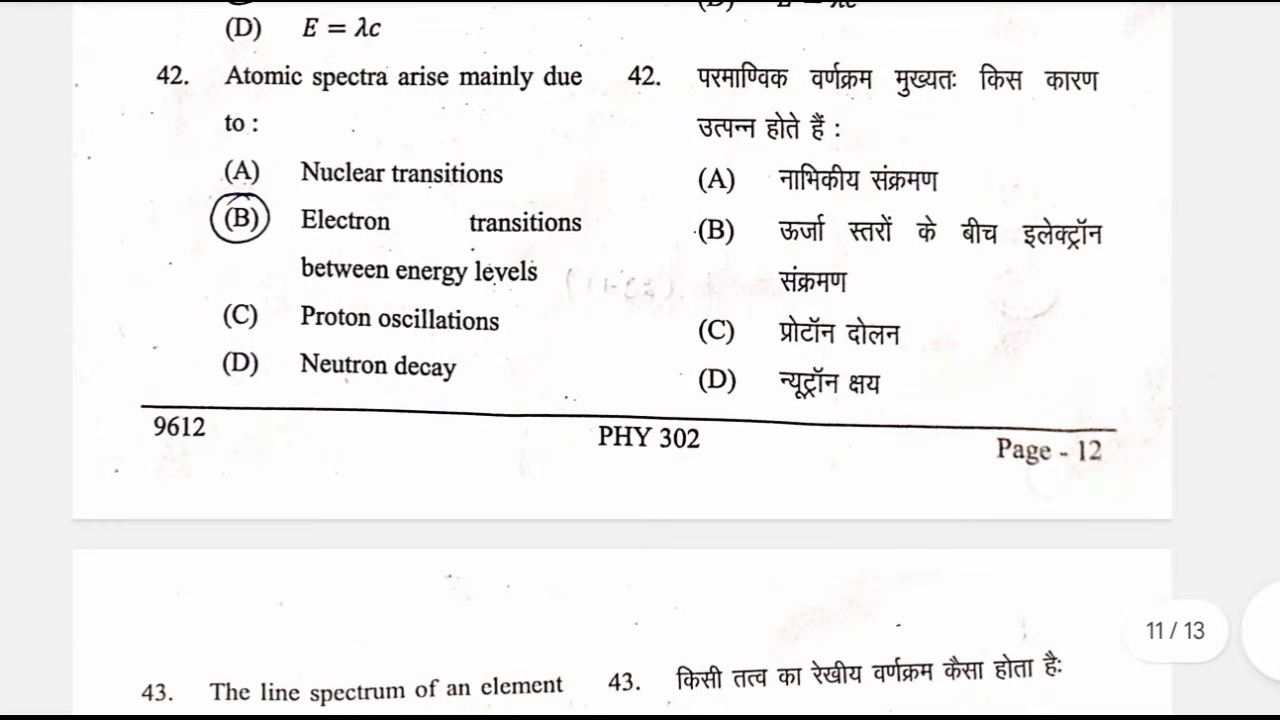 (D) E = λc
42. Atomic spectra arise mainly due
to :
(A) Nuclear transitions
(B) Electron transitions
between energy levels
(C) Proton oscillations
(D) Neutron decay
42. परमाण्विक वर्णक्रम मुख्यतः किस कारण
उत्पन्न होते हैं :
(A) नाभिकीय संक्रमण
(B) ऊर्जा स्तरों के बीच इलेक्ट्रॉन
संक्रमण
(C) प्रोटॉन दोलन
(D) न्यूट्रॉन क्षय
9612 PHY 302 Page - 12
11 / 13
43. The line spectrum of an element
43. किसी तत्व का रेखीय वर्णक्रम कैसा होता है: